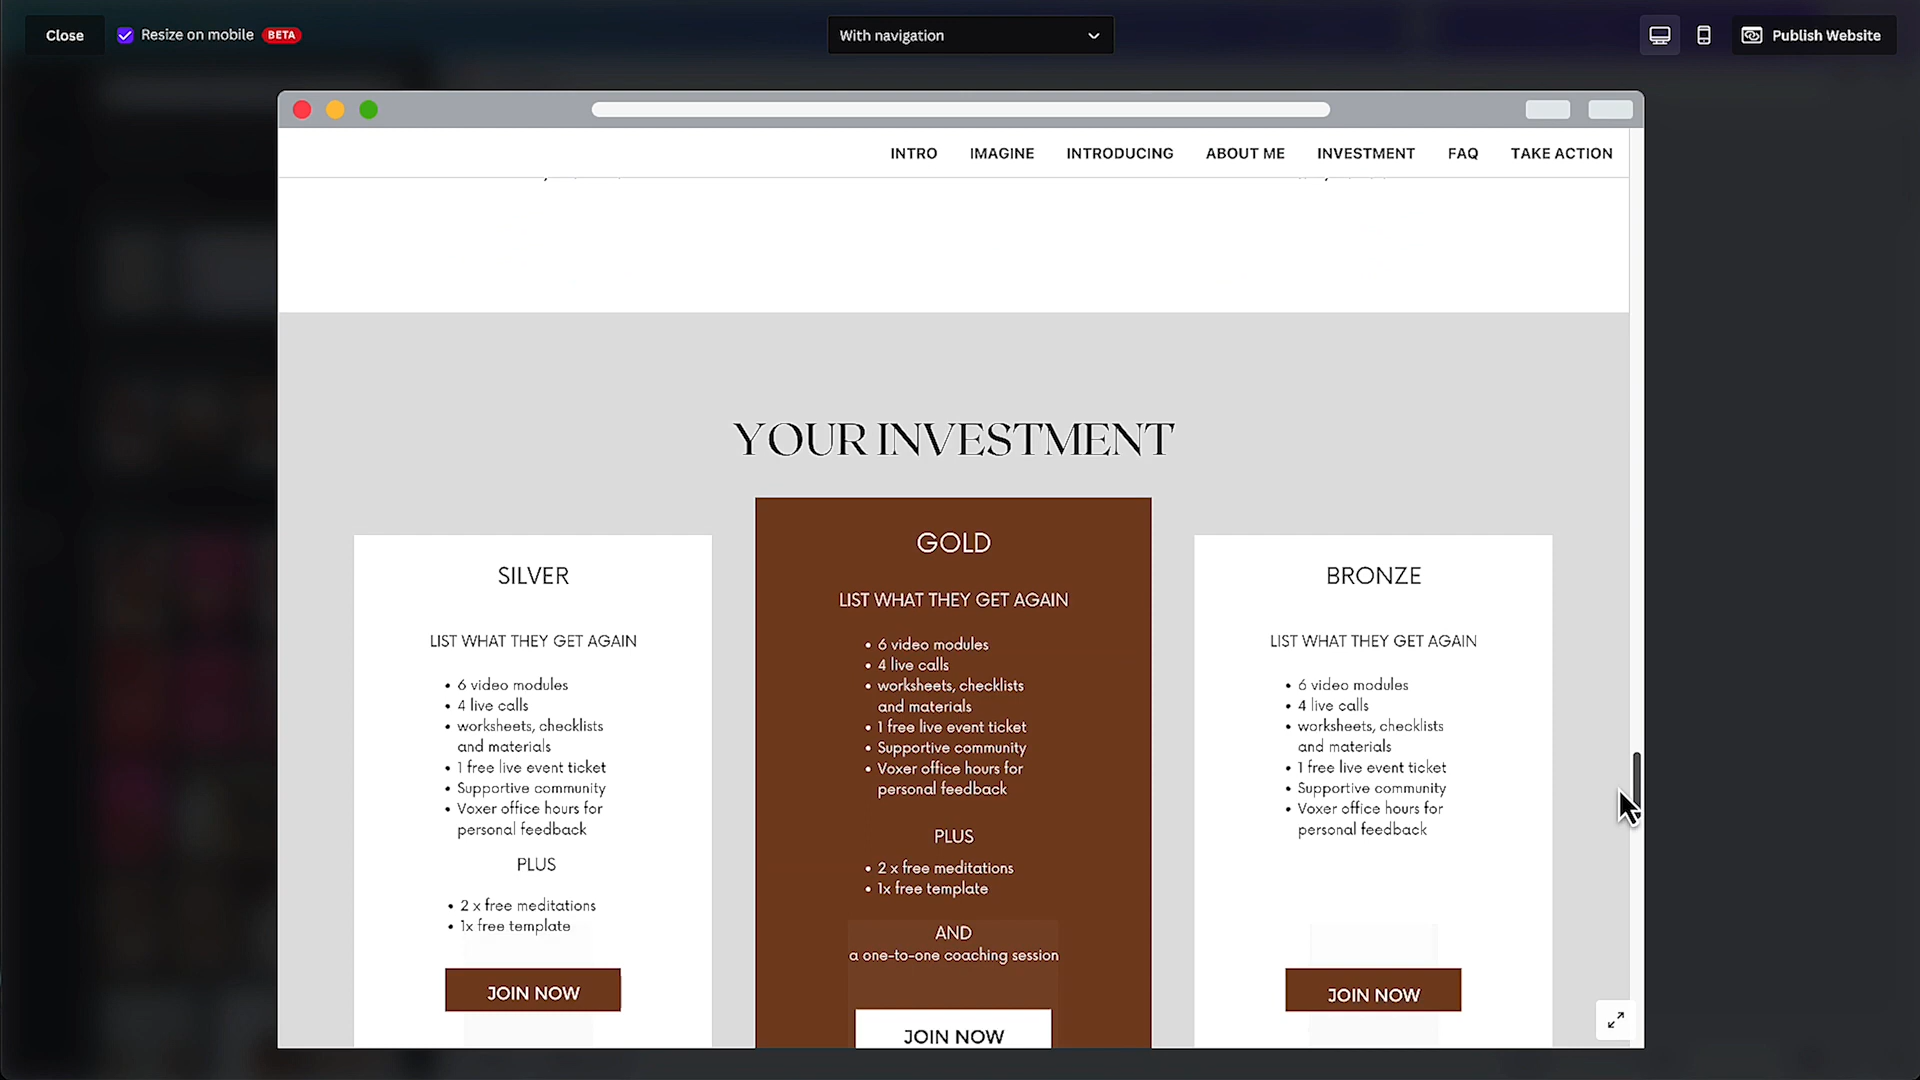 Close
Resize on mobile BETA
With navigation
Publish Website
INTRO IMAGINE INTRODUCING ABOUT ME INVESTMENT FAQ TAKE ACTION
YOUR INVESTMENT
SILVER
LIST WHAT THEY GET AGAIN
• 6 video modules
• 4 live calls
• worksheets, checklists
and materials
• 1 free live event ticket
• Supportive community
• Voxer office hours for
personal feedback
PLUS
• 2 x free meditations
• 1x free template
JOIN NOW
GOLD
LIST WHAT THEY GET AGAIN
• 6 video modules
• 4 live calls
• worksheets, checklists
and materials
• 1 free live event ticket
• Supportive community
• Voxer office hours for
personal feedback
PLUS
• 2 x free meditations
• 1x free template
AND
a one-to-one coaching session
JOIN NOW
BRONZE
LIST WHAT THEY GET AGAIN
• 6 video modules
• 4 live calls
• worksheets, checklists
and materials
• 1 free live event ticket
• Supportive community
• Voxer office hours for
personal feedback
JOIN NOW